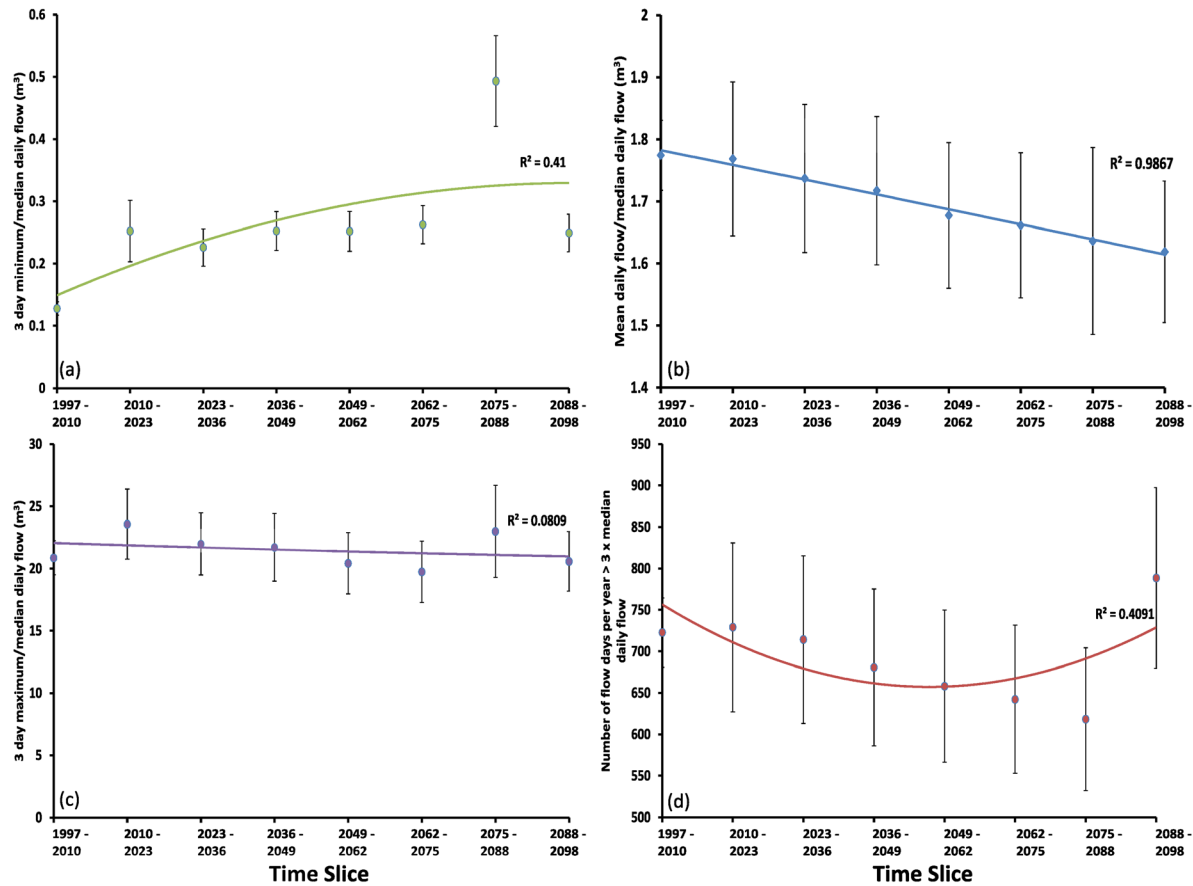 3 day minimum/median daily flow (m³)
0.6
0.5
0.4
0.3
0.2
0.1
0
R² = 0.41
(a)
1997 - 2010
2010 - 2023
2023 - 2036
2036 - 2049
2049 - 2062
2062 - 2075
2075 - 2088
2088 - 2098
Mean daily flow/median daily flow (m³)
2
1.9
1.8
1.7
1.6
1.5
1.4
R² = 0.9867
(b)
1997 - 2010
2010 - 2023
2023 - 2036
2036 - 2049
2049 - 2062
2062 - 2075
2075 - 2088
2088 - 2098
3 day maximum/median dialy flow (m³)
30
25
20
15
10
5
0
R² = 0.0809
(c)
1997 - 2010
2010 - 2023
2023 - 2036
2036 - 2049
2049 - 2062
2062 - 2075
2075 - 2088
2088 - 2098
Time Slice
Number of flow days per year > 3 x median
daily flow
950
900
850
800
750
700
650
600
550
500
R² = 0.4091
(d)
1997 - 2010
2010 - 2023
2023 - 2036
2036 - 2049
2049 - 2062
2062 - 2075
2075 - 2088
2088 - 2098
Time Slice